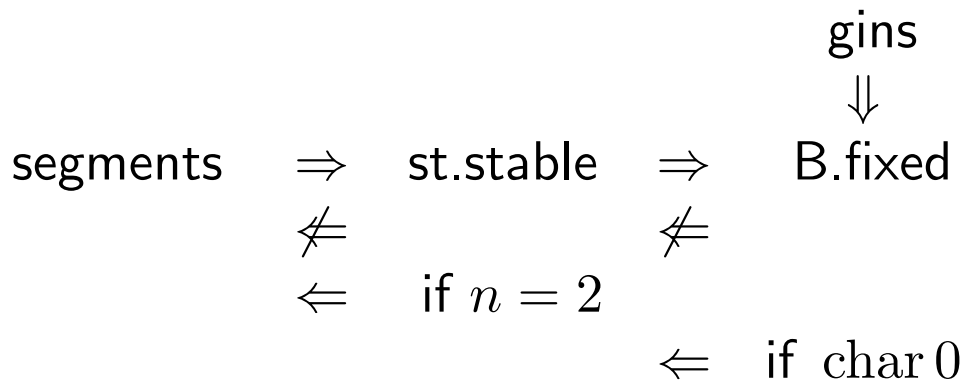 gins
⇓
segments ⇒ st.stable ⇒ B.fixed
⇍ ⇍
⇐ if n = 2
⇐ if char 0